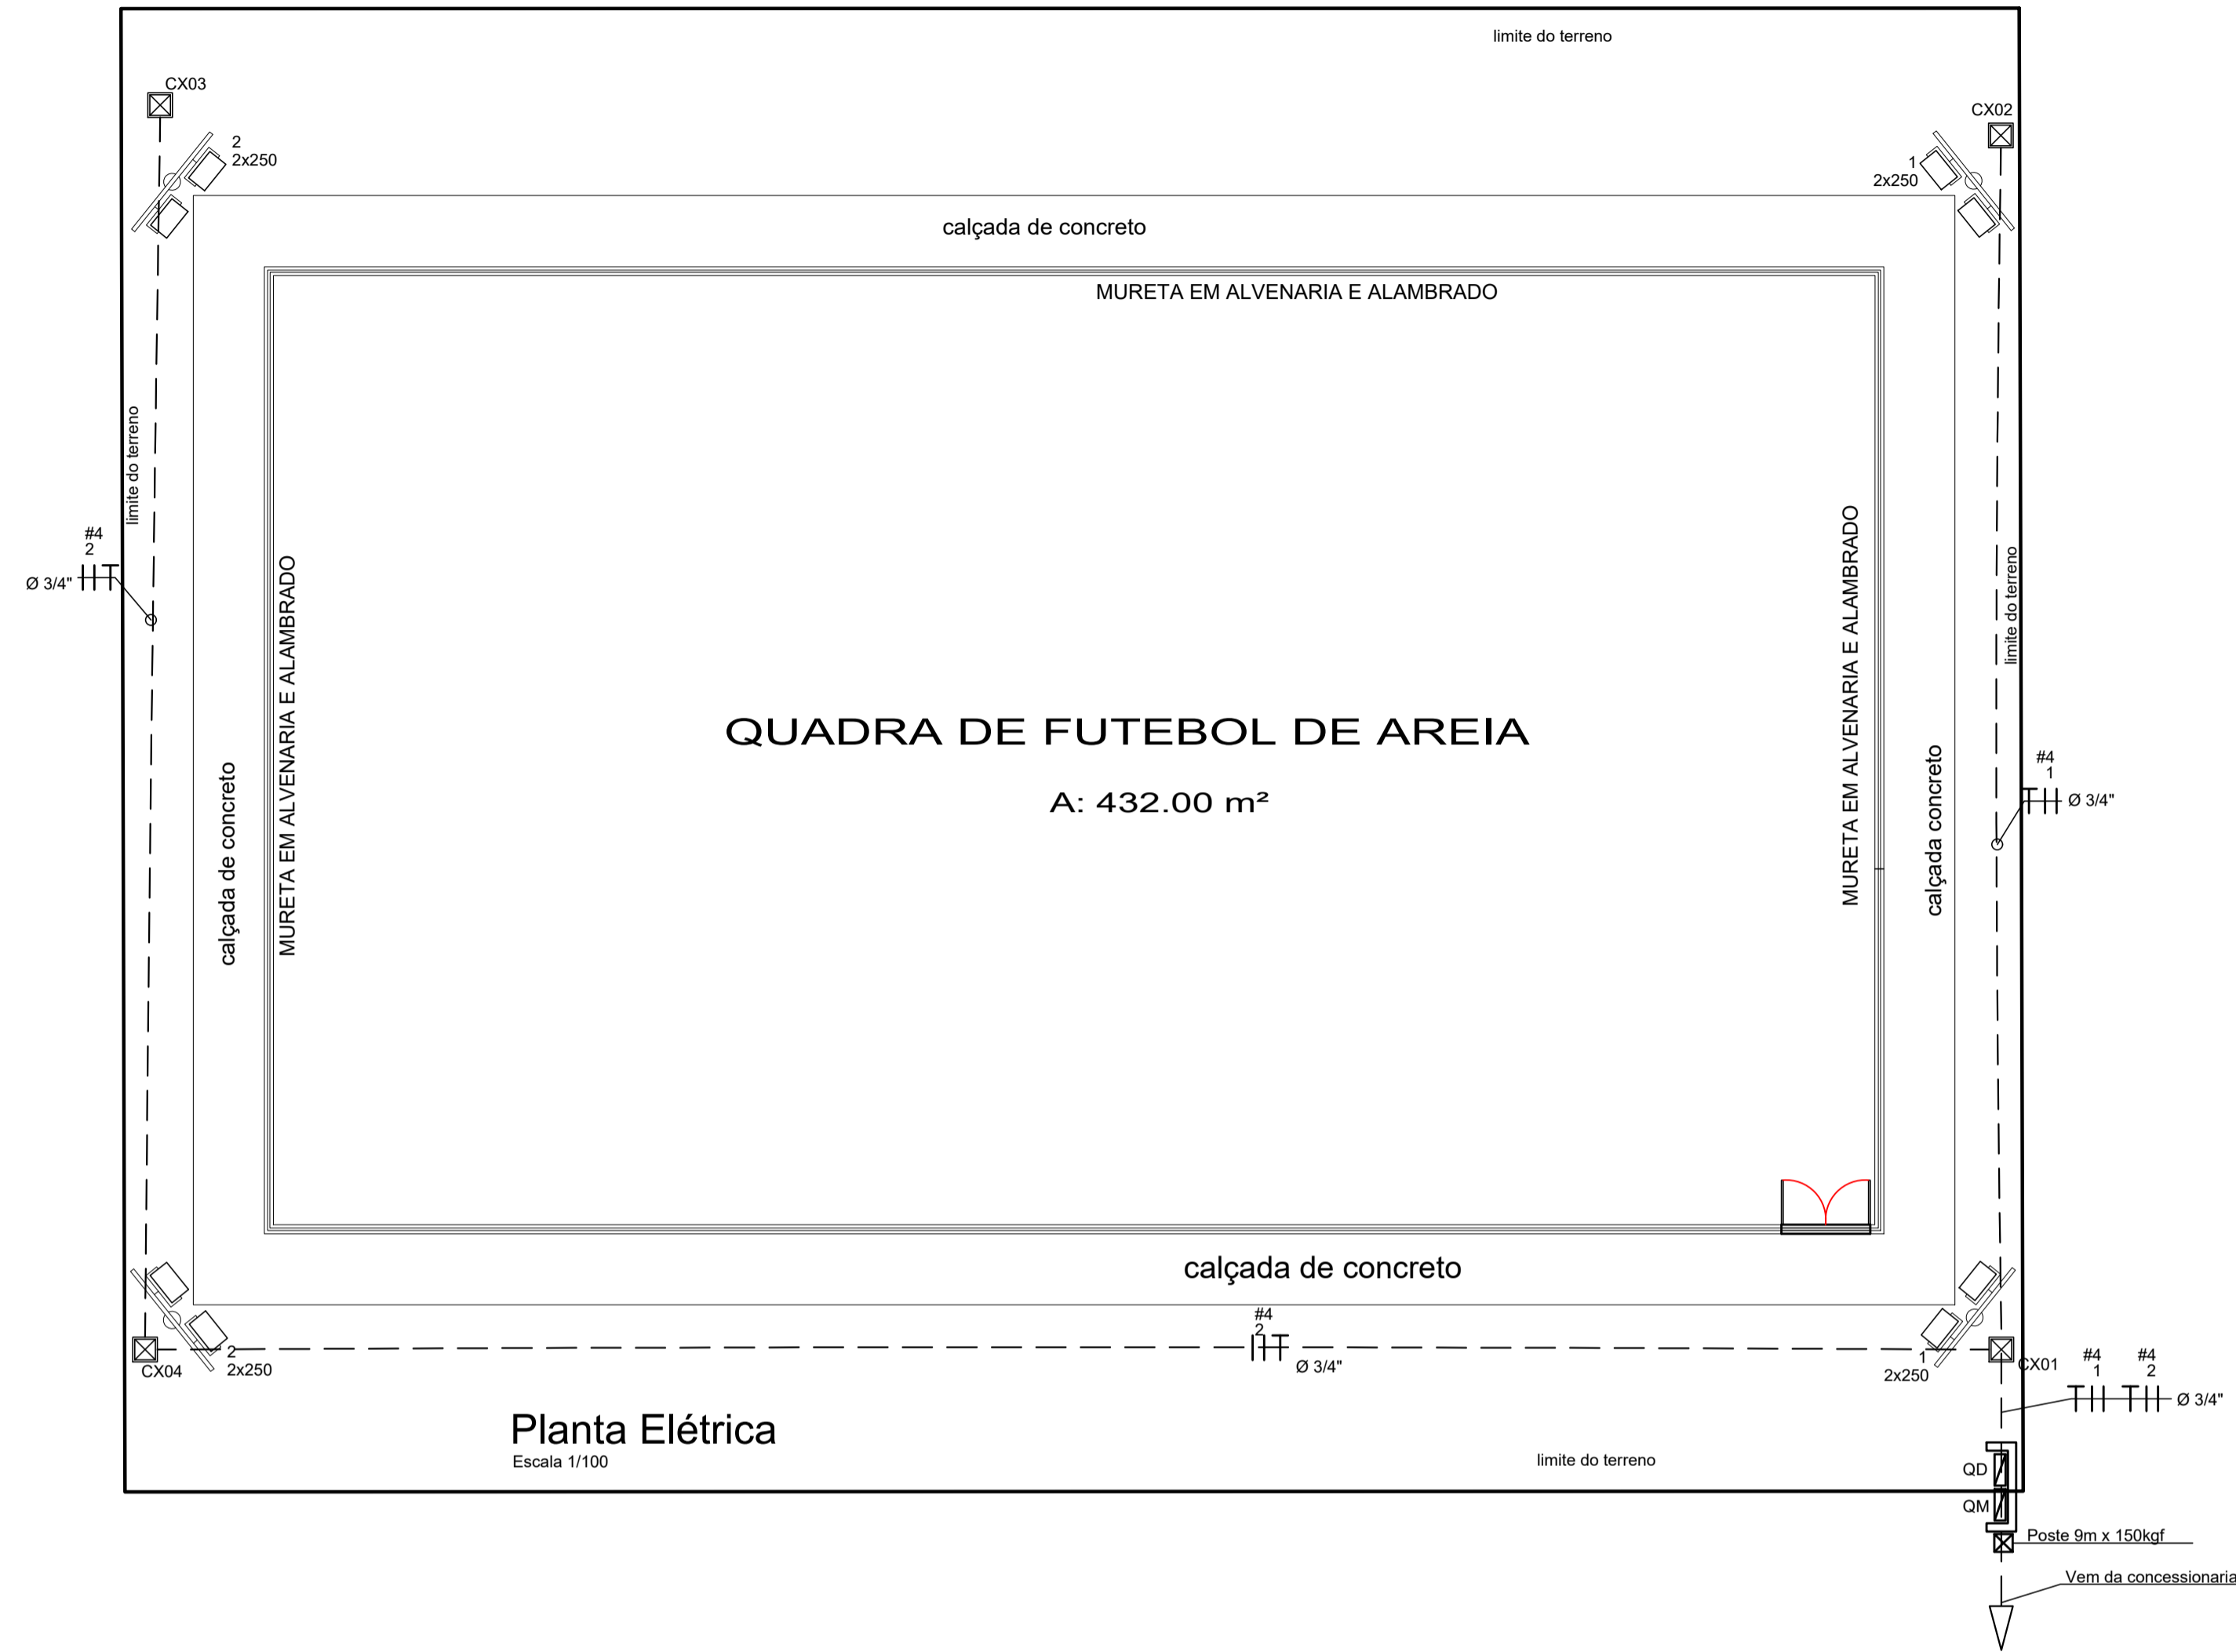 limite do terreno
CX03
CX02
2
2x250
1
2x250
calçada de concreto
MURETA EM ALVENARIA E ALAMBRADO
limite do terreno
#4
2
Ø 3/4"
MURETA EM ALVENARIA E ALAMBRADO
calçada de concreto
QUADRA DE FUTEBOL DE AREIA
A: 432.00 m²
MURETA EM ALVENARIA E ALAMBRADO
calçada concreto
limite do terreno
#4
1
Ø 3/4"
calçada de concreto
#4
2
Ø 3/4"
2
2x250
CX04
1
2x250
CX01
#4
1
#4
2
Ø 3/4"
Planta Elétrica
Escala 1/100
limite do terreno
QD
QM
Poste 9m x 150kgf
Vem da concessionaria